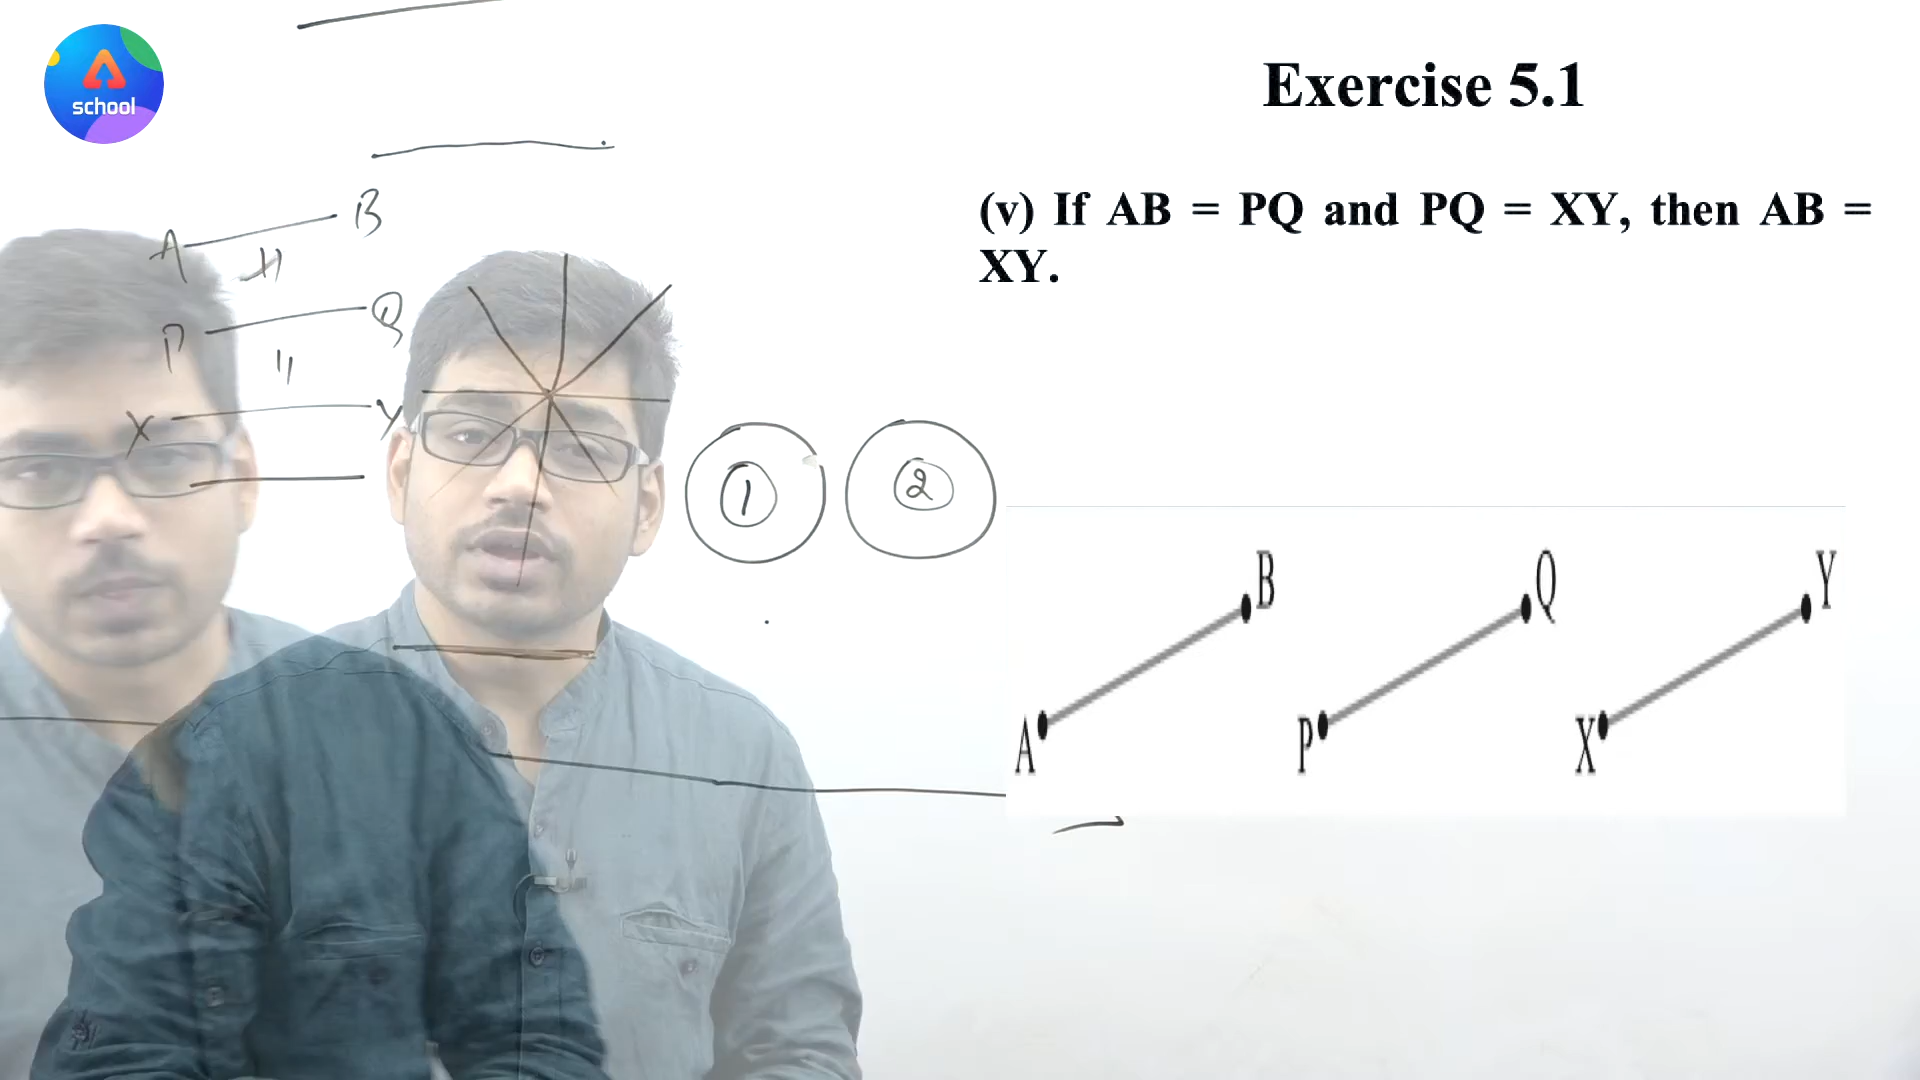 school
Exercise 5.1
(v) If AB = PQ and PQ = XY, then AB =
XY.
A B
P Q
X Y
1 2
B Q Y
A P X